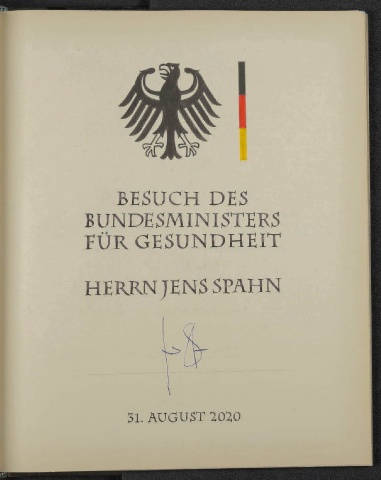 BESUCH DES
BUNDESMINISTERS
FÜR GESUNDHEIT
HERRN JENS SPAHN
31. AUGUST 2020